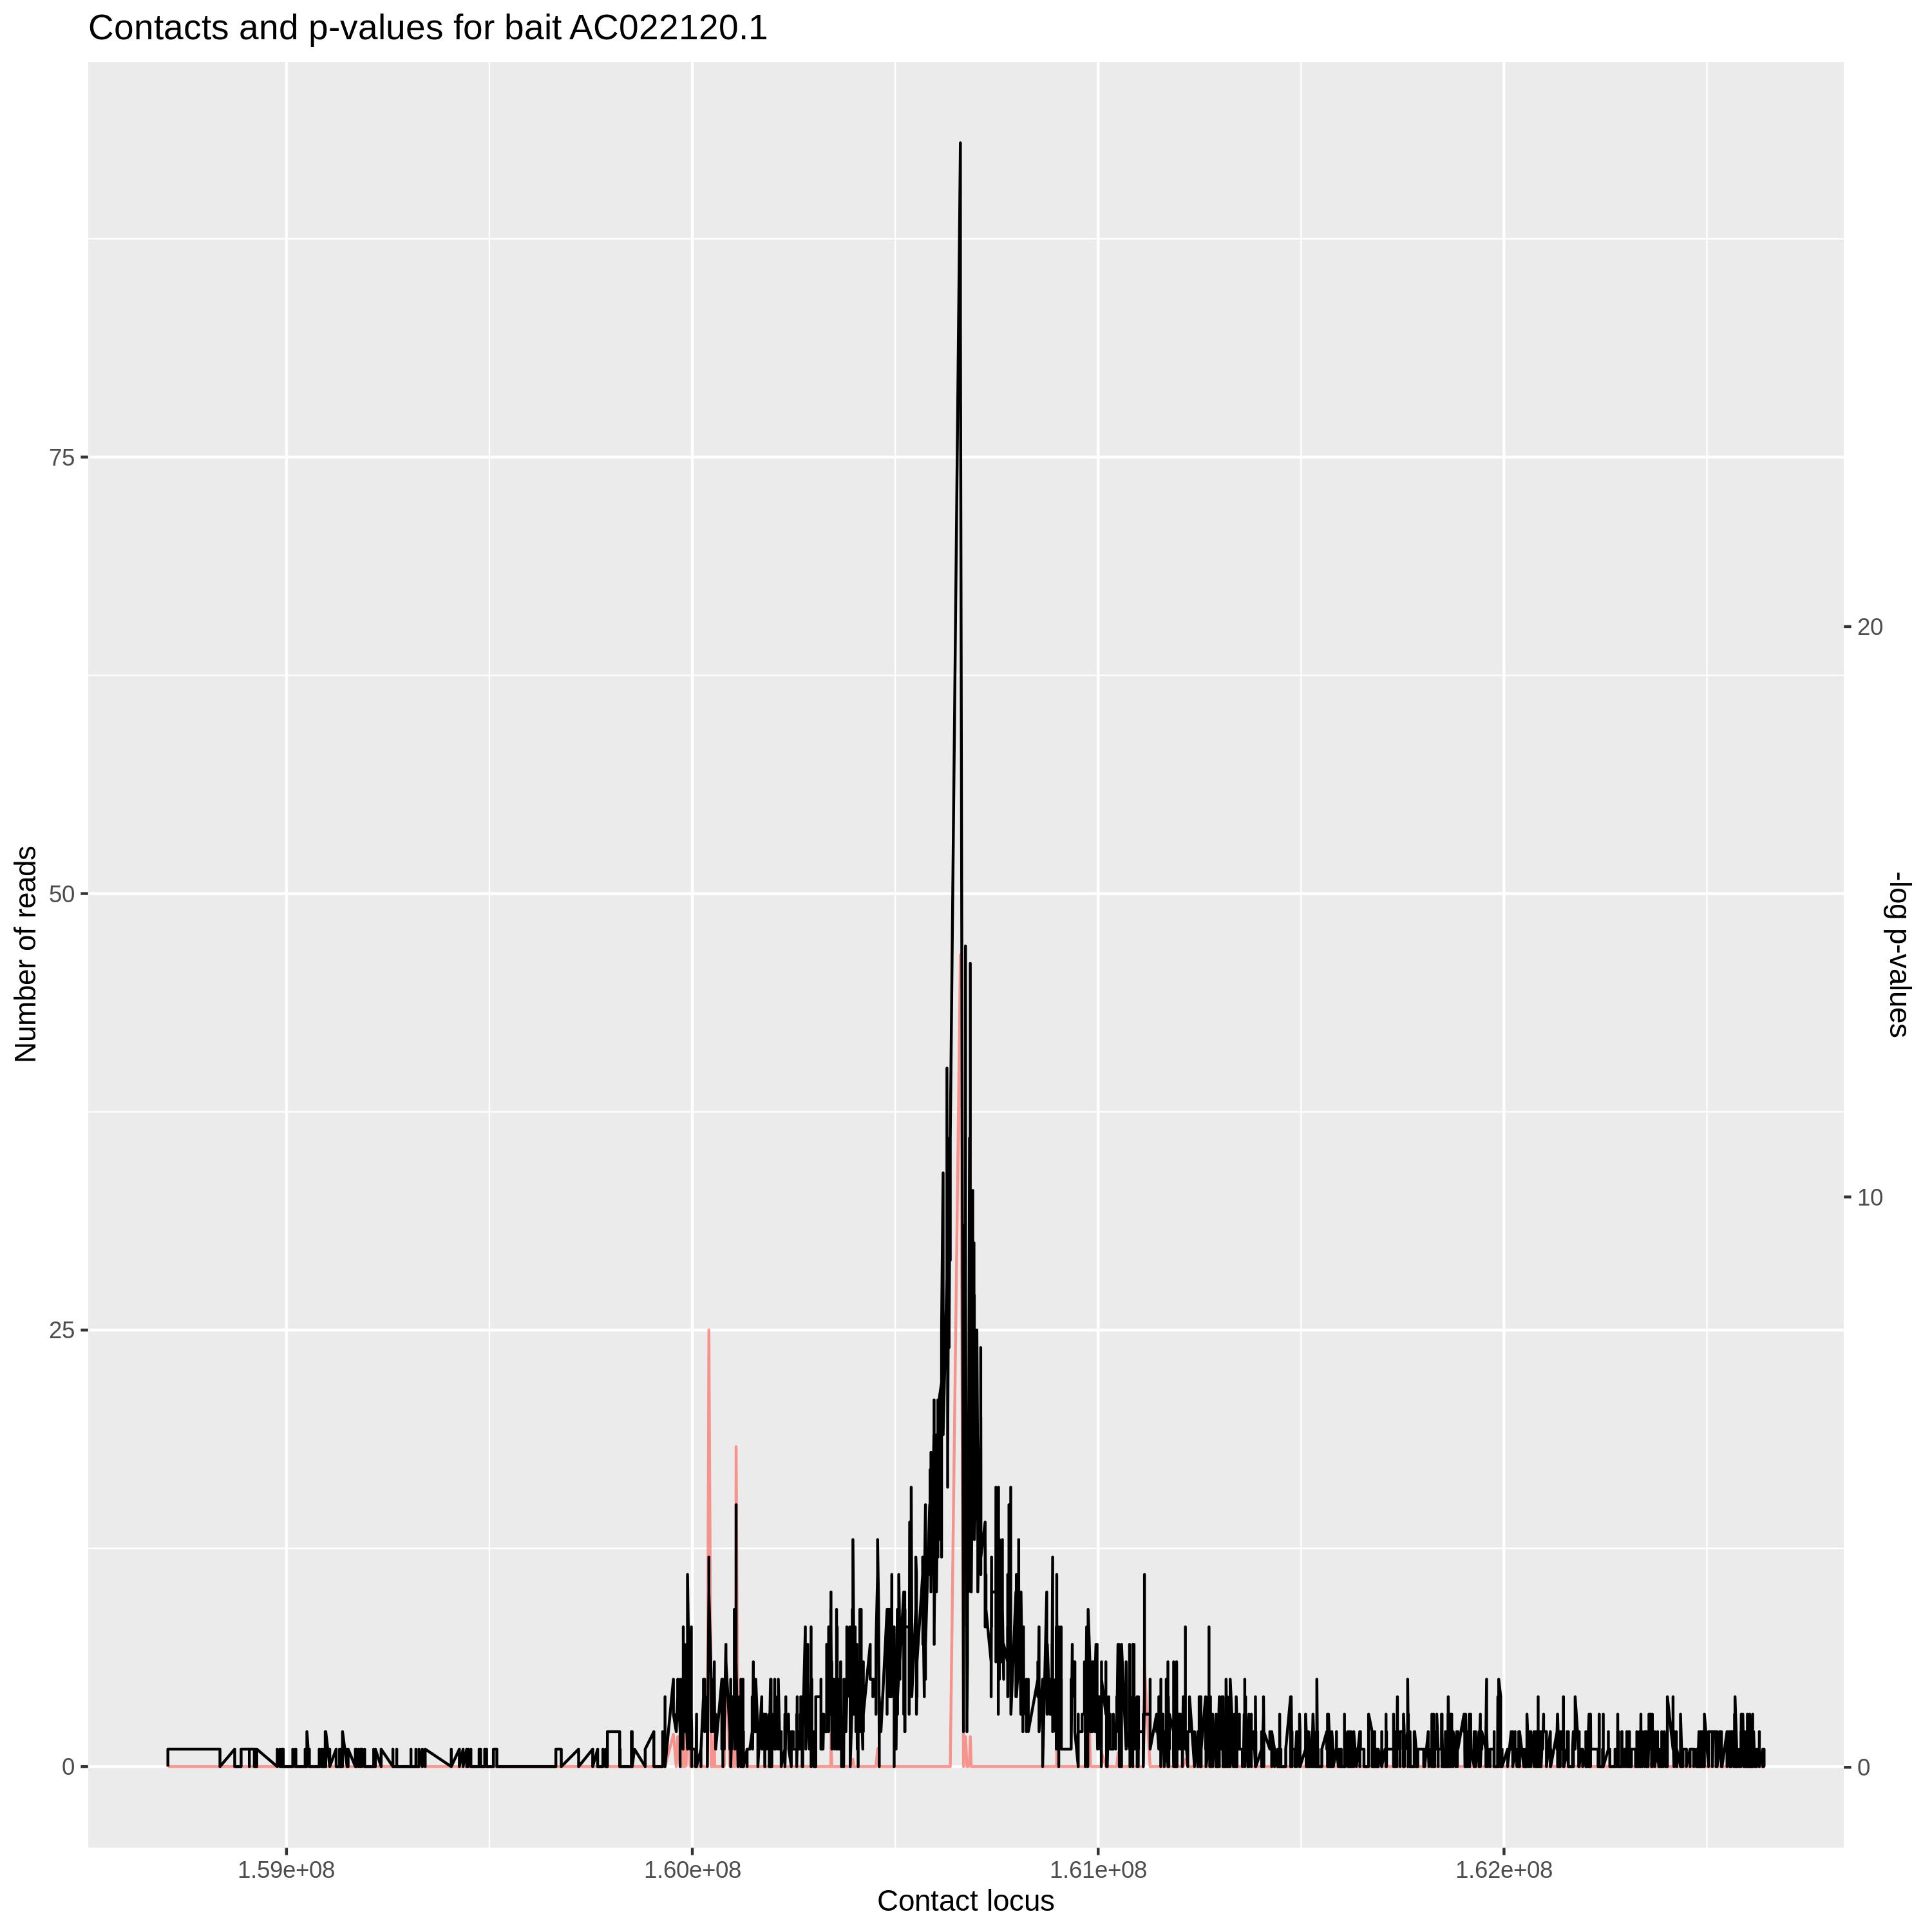 Contacts and p-values for bait AC022120.1
75
50
25
0
Number of reads
20
10
0
-log p-values
1.59e+08
1.60e+08
1.61e+08
1.62e+08
Contact locus